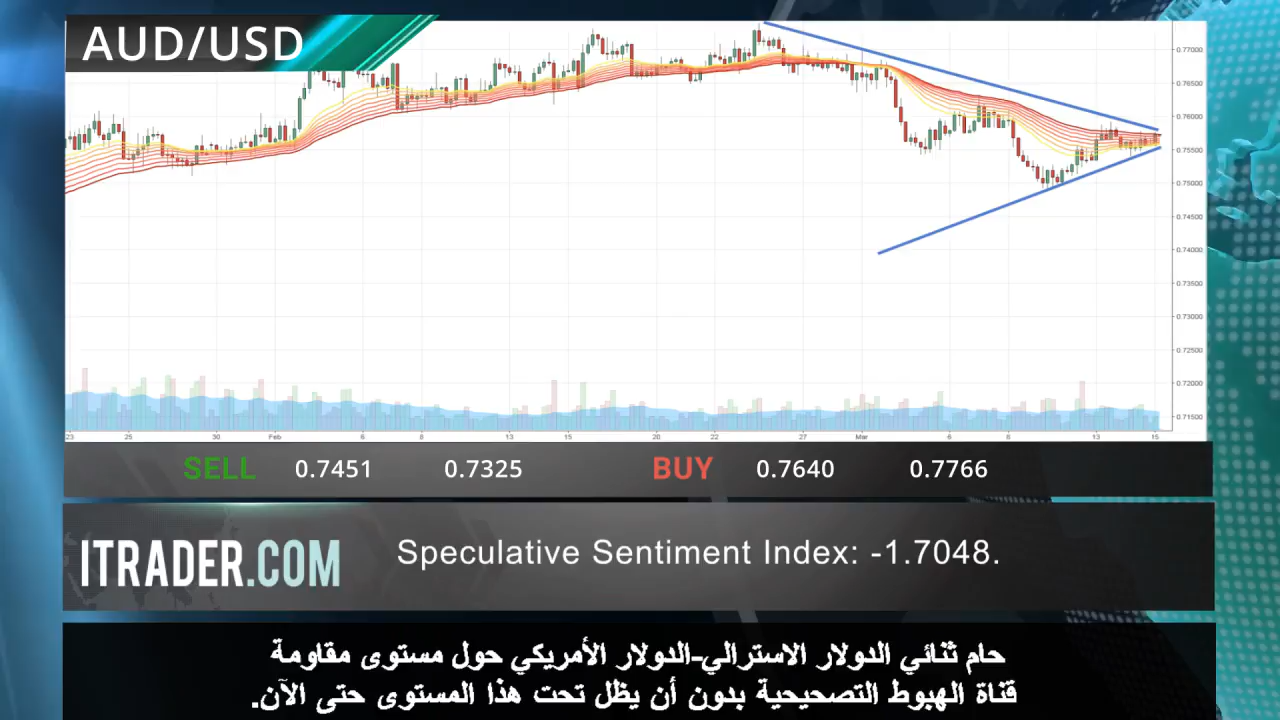 AUD/USD
0.77000
0.76500
0.76000
0.75500
0.75000
0.74500
0.74000
0.73500
0.73000
0.72500
0.72000
0.71500
23 25 30 Feb 6 8 13 15 20 22 27 Mar 6 8 13 15
SELL 0.7451 0.7325 BUY 0.7640 0.7766
ITRADER.COM
Speculative Sentiment Index: -1.7048.
حام ثنائي الدولار الاسترالي-الدولار الأمريكي حول مستوى مقاومة
قناة الهبوط التصحيحية بدون أن يظل تحت هذا المستوى حتى الآن.